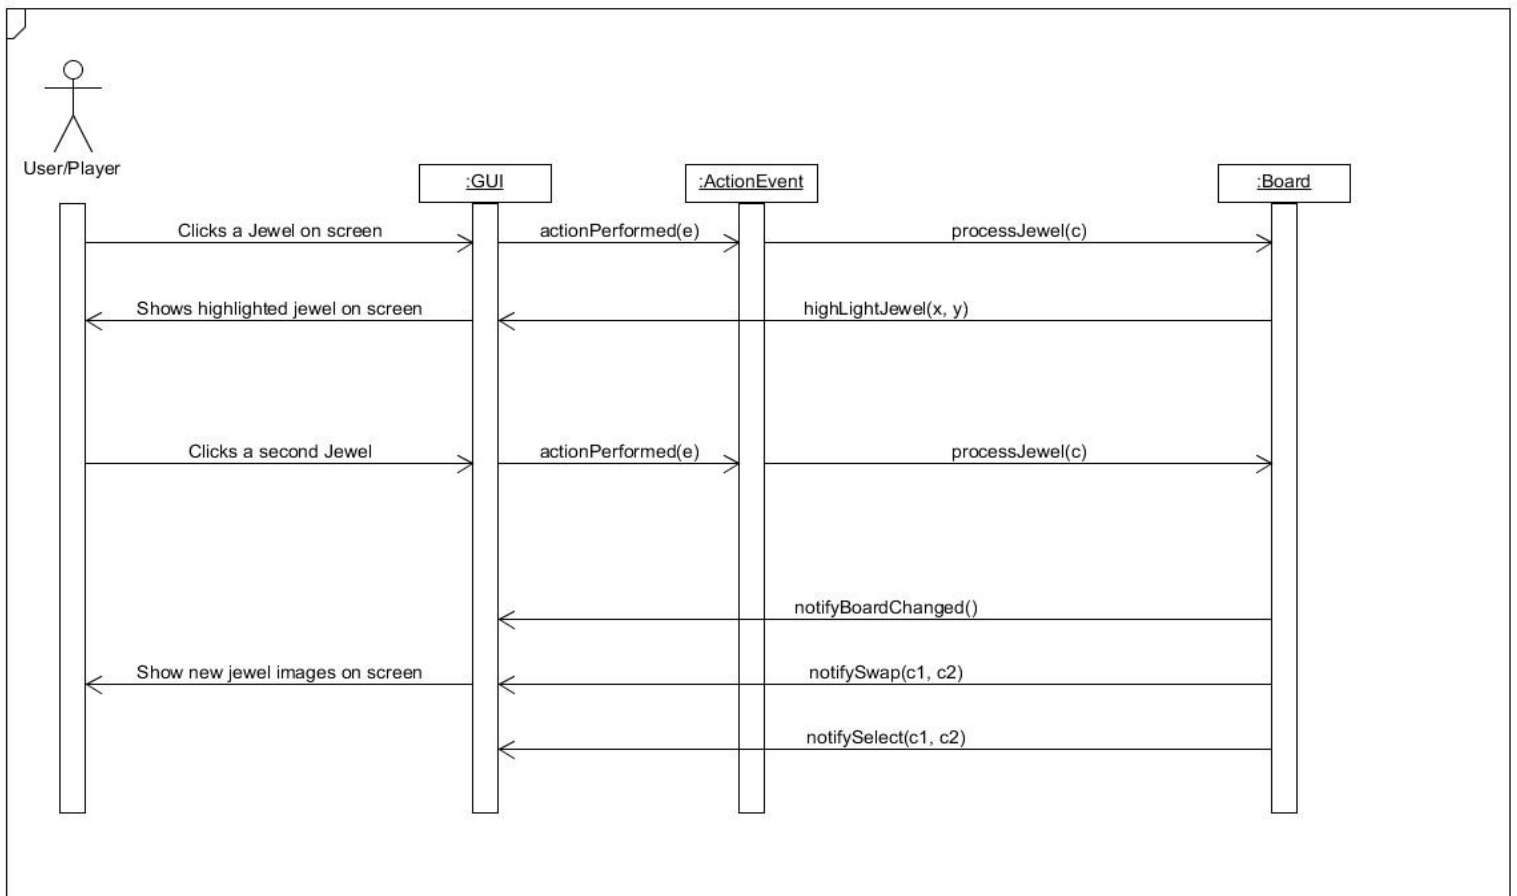 User/Player
:GUI
:ActionEvent
:Board
Clicks a Jewel on screen
actionPerformed(e)
processJewel(c)
Shows highlighted jewel on screen
highLightJewel(x, y)
Clicks a second Jewel
actionPerformed(e)
processJewel(c)
notifyBoardChanged()
Show new jewel images on screen
notifySwap(c1, c2)
notifySelect(c1, c2)